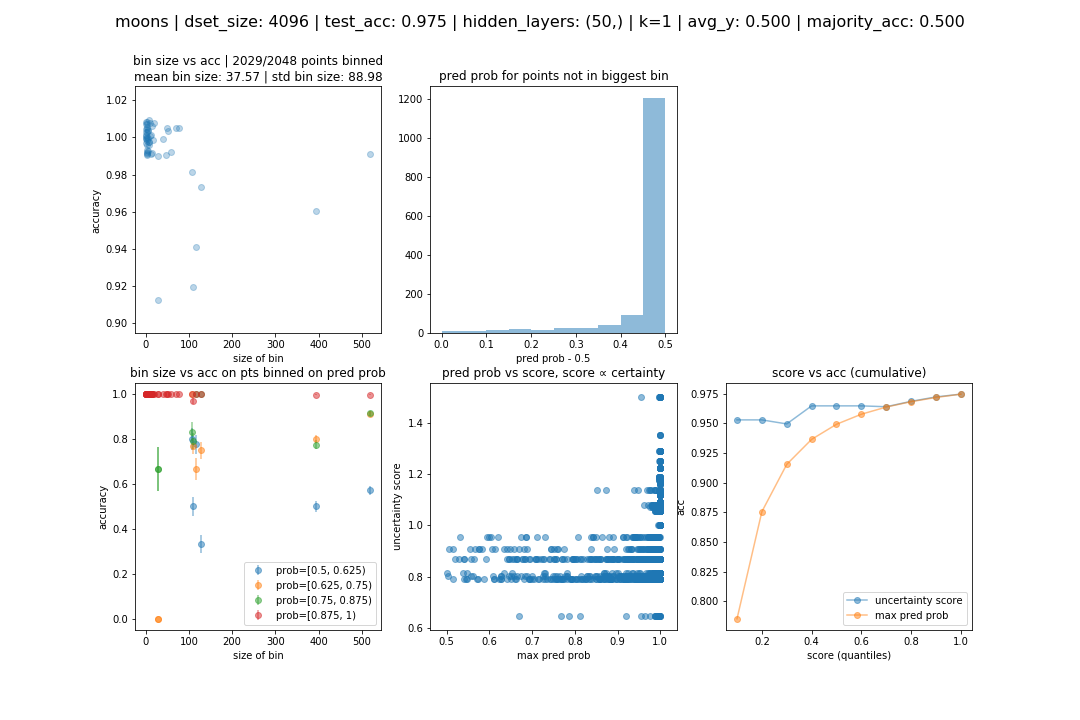 moons | dset_size: 4096 | test_acc: 0.975 | hidden_layers: (50,) | k=1 | avg_y: 0.500 | majority_acc: 0.500
bin size vs acc | 2029/2048 points binned
mean bin size: 37.57 | std bin size: 88.98
1.02
1.00
0.98
0.96
0.94
0.92
0.90
accuracy
0 100 200 300 400 500
size of bin
pred prob for points not in biggest bin
1200
1000
800
600
400
200
0
0.0 0.1 0.2 0.3 0.4 0.5
pred prob - 0.5
bin size vs acc on pts binned on pred prob
1.0
0.8
0.6
0.4
0.2
0.0
accuracy
prob=[0.5, 0.625)
prob=[0.625, 0.75)
prob=[0.75, 0.875)
prob=[0.875, 1)
0 100 200 300 400 500
size of bin
pred prob vs score, score ∝ certainty
1.4
1.2
1.0
0.8
0.6
uncertainty score
0.5 0.6 0.7 0.8 0.9 1.0
max pred prob
score vs acc (cumulative)
0.975
0.950
0.925
0.900
0.875
0.850
0.825
0.800
acc
uncertainty score
max pred prob
0.2 0.4 0.6 0.8 1.0
score (quantiles)